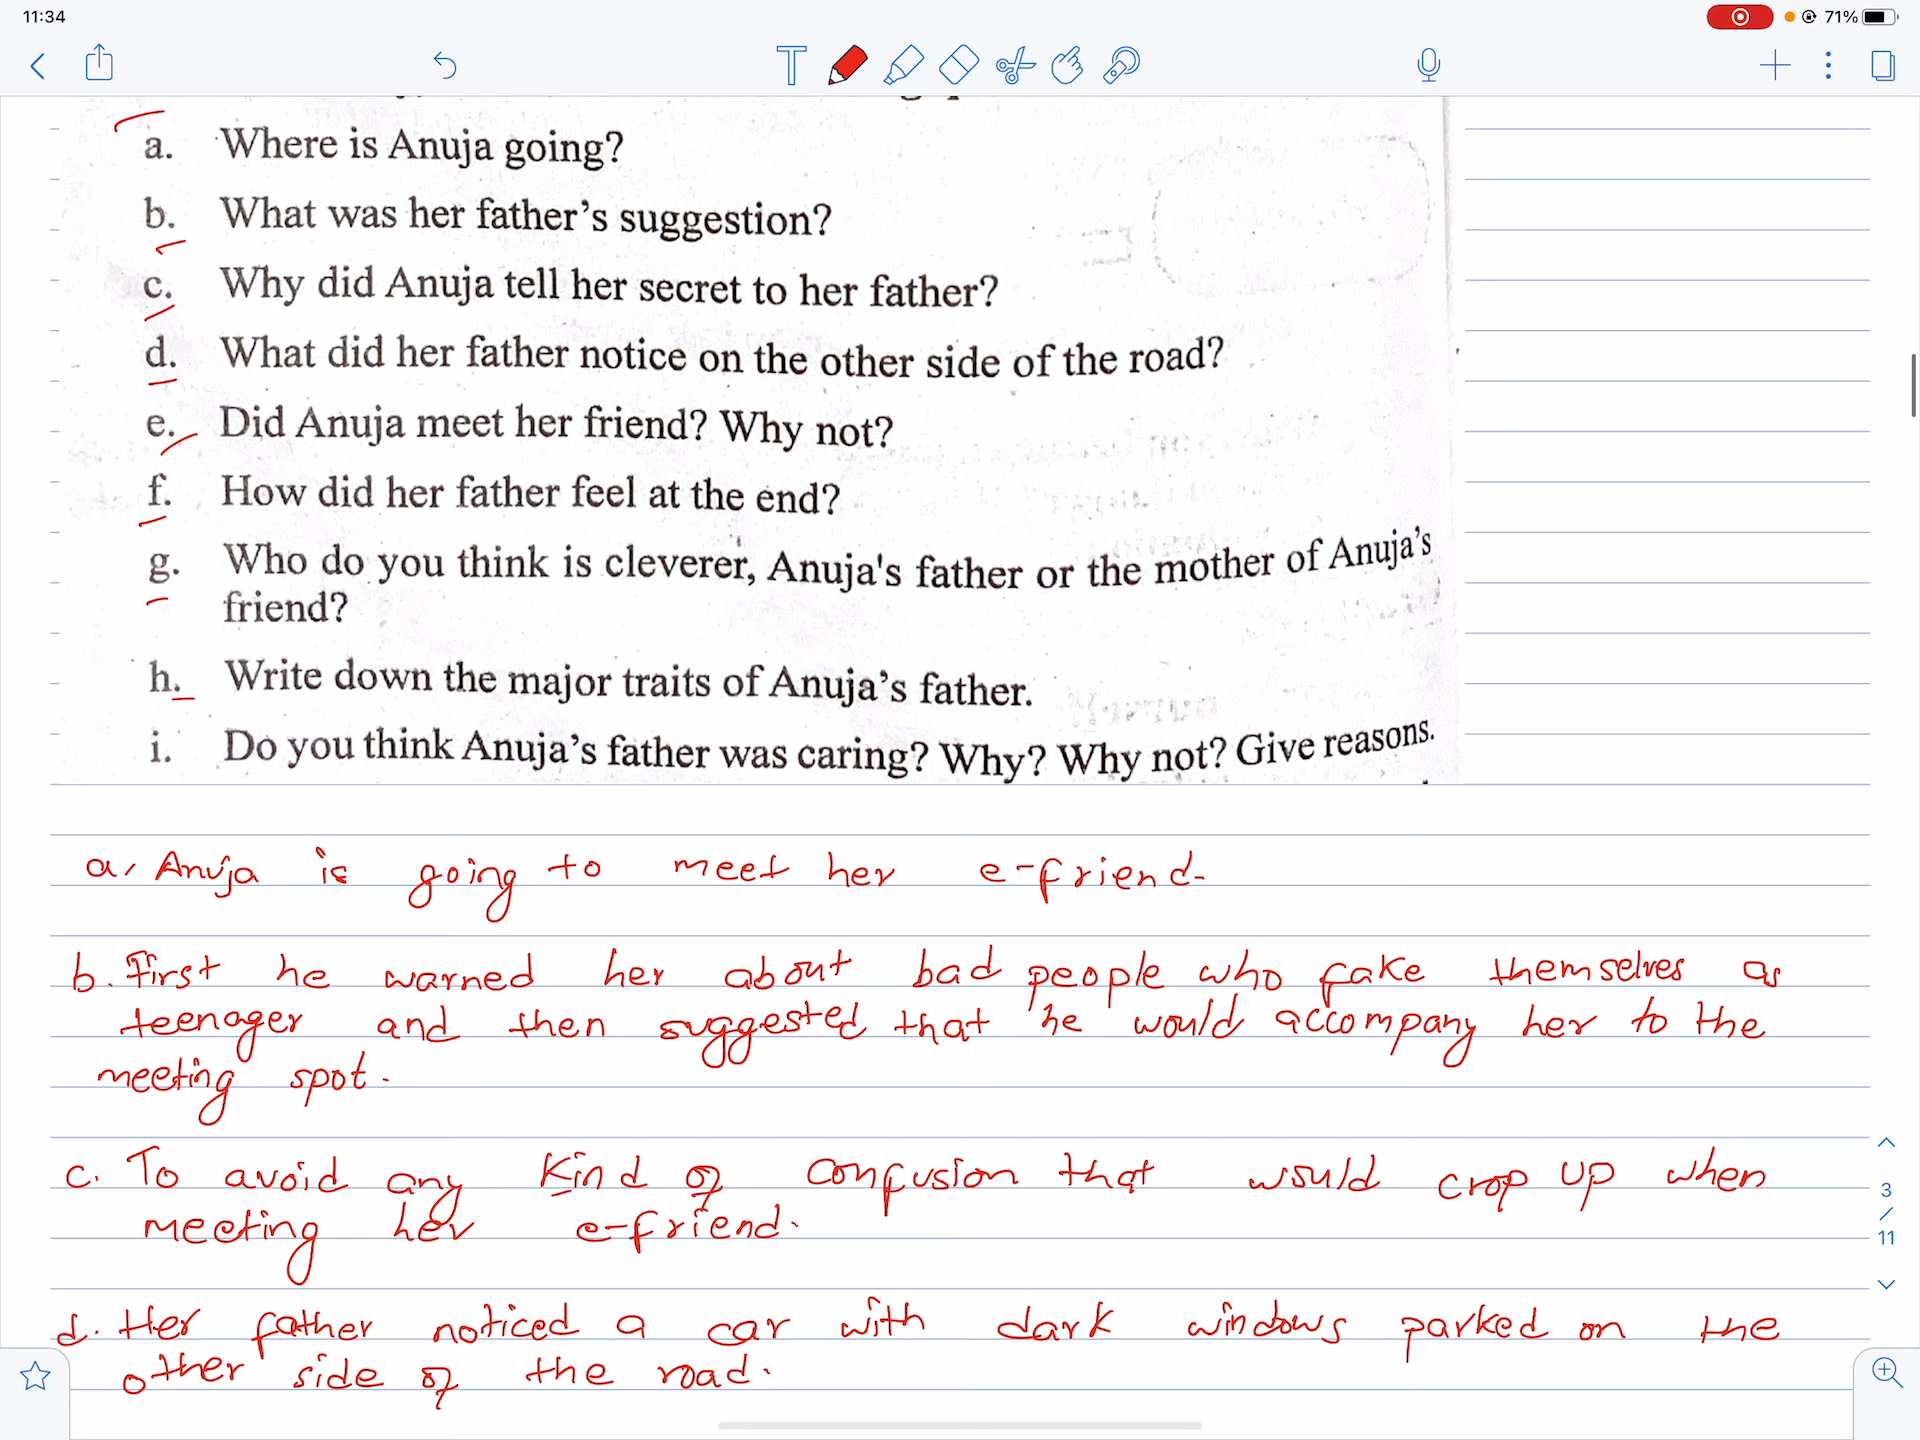 11:34
71%
T
a. Where is Anuja going?
b. What was her father's suggestion?
c. Why did Anuja tell her secret to her father?
d. What did her father notice on the other side of the road?
e. Did Anuja meet her friend? Why not?
f. How did her father feel at the end?
g. Who do you think is cleverer, Anuja's father or the mother of Anuja's
friend?
h. Write down the major traits of Anuja's father.
i. Do you think Anuja's father was caring? Why? Why not? Give reasons.
a, Anuja is going to meet her e-friend-
b. First he warned her about bad people who fake themselves as
teenager and then suggested that he would accompany her to the
meeting spot.
c. To avoid any kind of confusion that would crop up when
meeting her e-friend.
d. Her father noticed a car with dark windows parked on the
other side of the road.
3
/
11